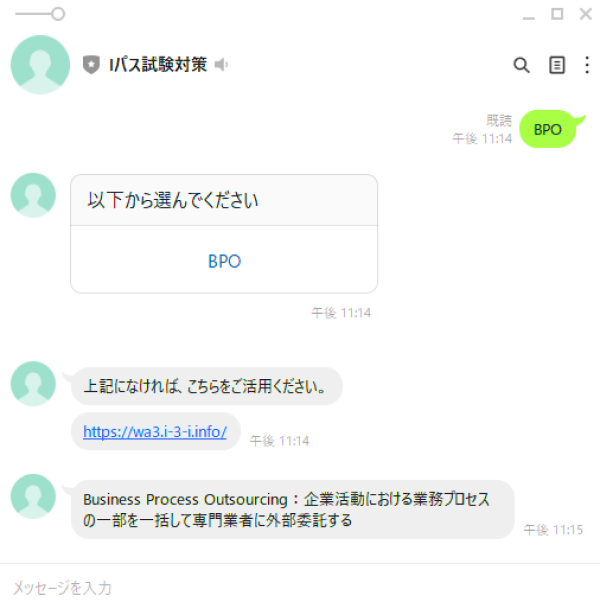 Iパス試験対策
既読
午後 11:14
BPO
以下から選んでください
BPO
午後 11:14
上記になければ、こちらをご活用ください。
https://wa3.i-3-i.info/
午後 11:14
Business Process Outsourcing：企業活動における業務プロセス
の一部を一括して専門業者に外部委託する
午後 11:15
メッセージを入力